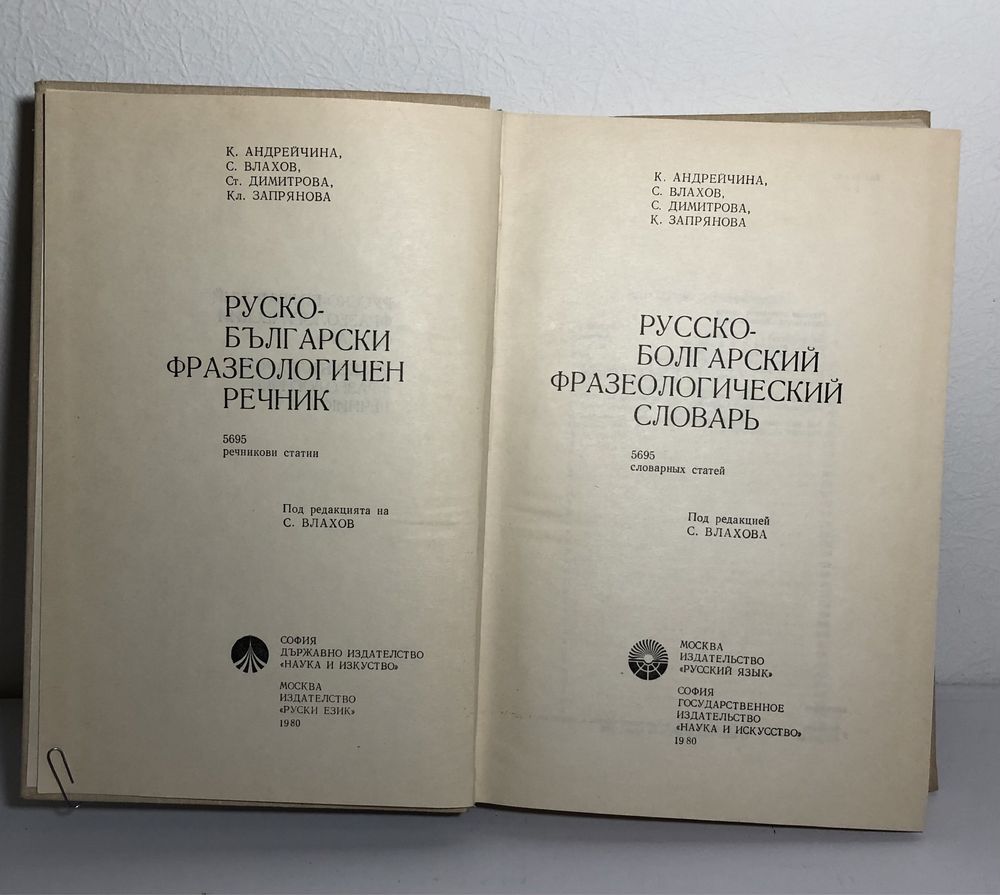 К. АНДРЕЙЧИНА,
С. ВЛАХОВ,
Ст. ДИМИТРОВА,
Кл. ЗАПРЯНОВА
РУСКО-
БЪЛГАРСКИ
ФРАЗЕОЛОГИЧЕН
РЕЧНИК
5695
речникови статии
Под редакцията на
С. ВЛАХОВ
СОФИЯ
ДЪРЖАВНО ИЗДАТЕЛСТВО
«НАУКА И ИЗКУСТВО»
МОСКВА
ИЗДАТЕЛСТВО
«РУСКИ ЕЗИК»
1980
К. АНДРЕЙЧИНА,
С. ВЛАХОВ,
С. ДИМИТРОВА,
К. ЗАПРЯНОВА
РУССКО-
БОЛГАРСКИЙ
ФРАЗЕОЛОГИЧЕСКИЙ
СЛОВАРЬ
5695
словарных статей
Под редакцией
С. ВЛАХОВА
МОСКВА
ИЗДАТЕЛЬСТВО
«РУССКИЙ ЯЗЫК»
СОФИЯ
ГОСУДАРСТВЕННОЕ
ИЗДАТЕЛЬСТВО
«НАУКА И ИСКУССТВО»
1980